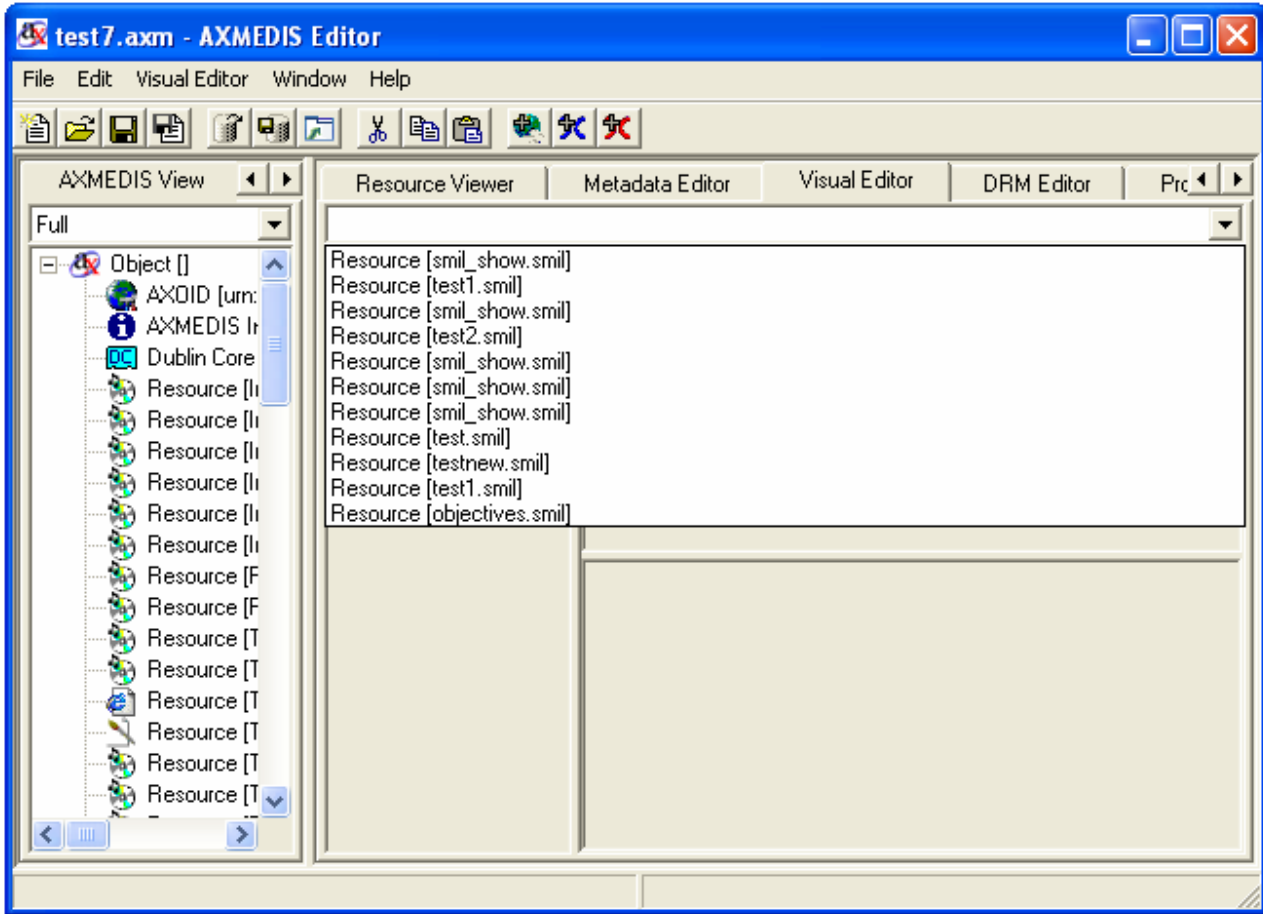 test7.axm - AXMEDIS Editor
File Edit Visual Editor Window Help
AXMEDIS View
Resource Viewer Metadata Editor Visual Editor DRM Editor
Full
Object []
AXOID [urn:
AXMEDIS
Dublin Core
Resource
Resource
Resource
Resource
Resource
Resource
Resource [F
Resource [F
Resource [T
Resource [T
Resource [T
Resource [T
Resource [T
Resource [T
Resource [smil_show.smil]
Resource [test1.smil]
Resource [smil_show.smil]
Resource [test2.smil]
Resource [smil_show.smil]
Resource [smil_show.smil]
Resource [smil_show.smil]
Resource [test.smil]
Resource [testnew.smil]
Resource [test1.smil]
Resource [objectives.smil]